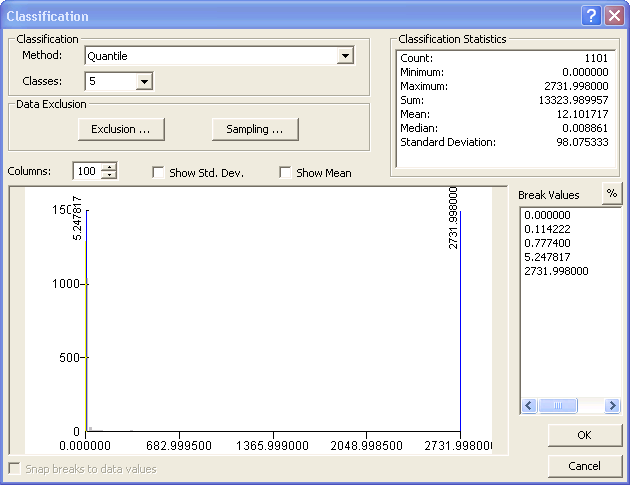 Classification
Classification
Method: Quantile
Classes: 5
Data Exclusion
Exclusion ...
Sampling ...
Classification Statistics
Count: 1101
Minimum: 0.000000
Maximum: 2731.998000
Sum: 13323.989957
Mean: 12.101717
Median: 0.008861
Standard Deviation: 98.075333
Columns: 100
Show Std. Dev.
Show Mean
Break Values
%
0.000000
0.114222
0.777400
5.247817
2731.998000
5.247817
2731.998000
1500
1000
500
0
0.000000 682.999500 1365.999000 2048.998500 2731.998000
Snap breaks to data values
OK
Cancel